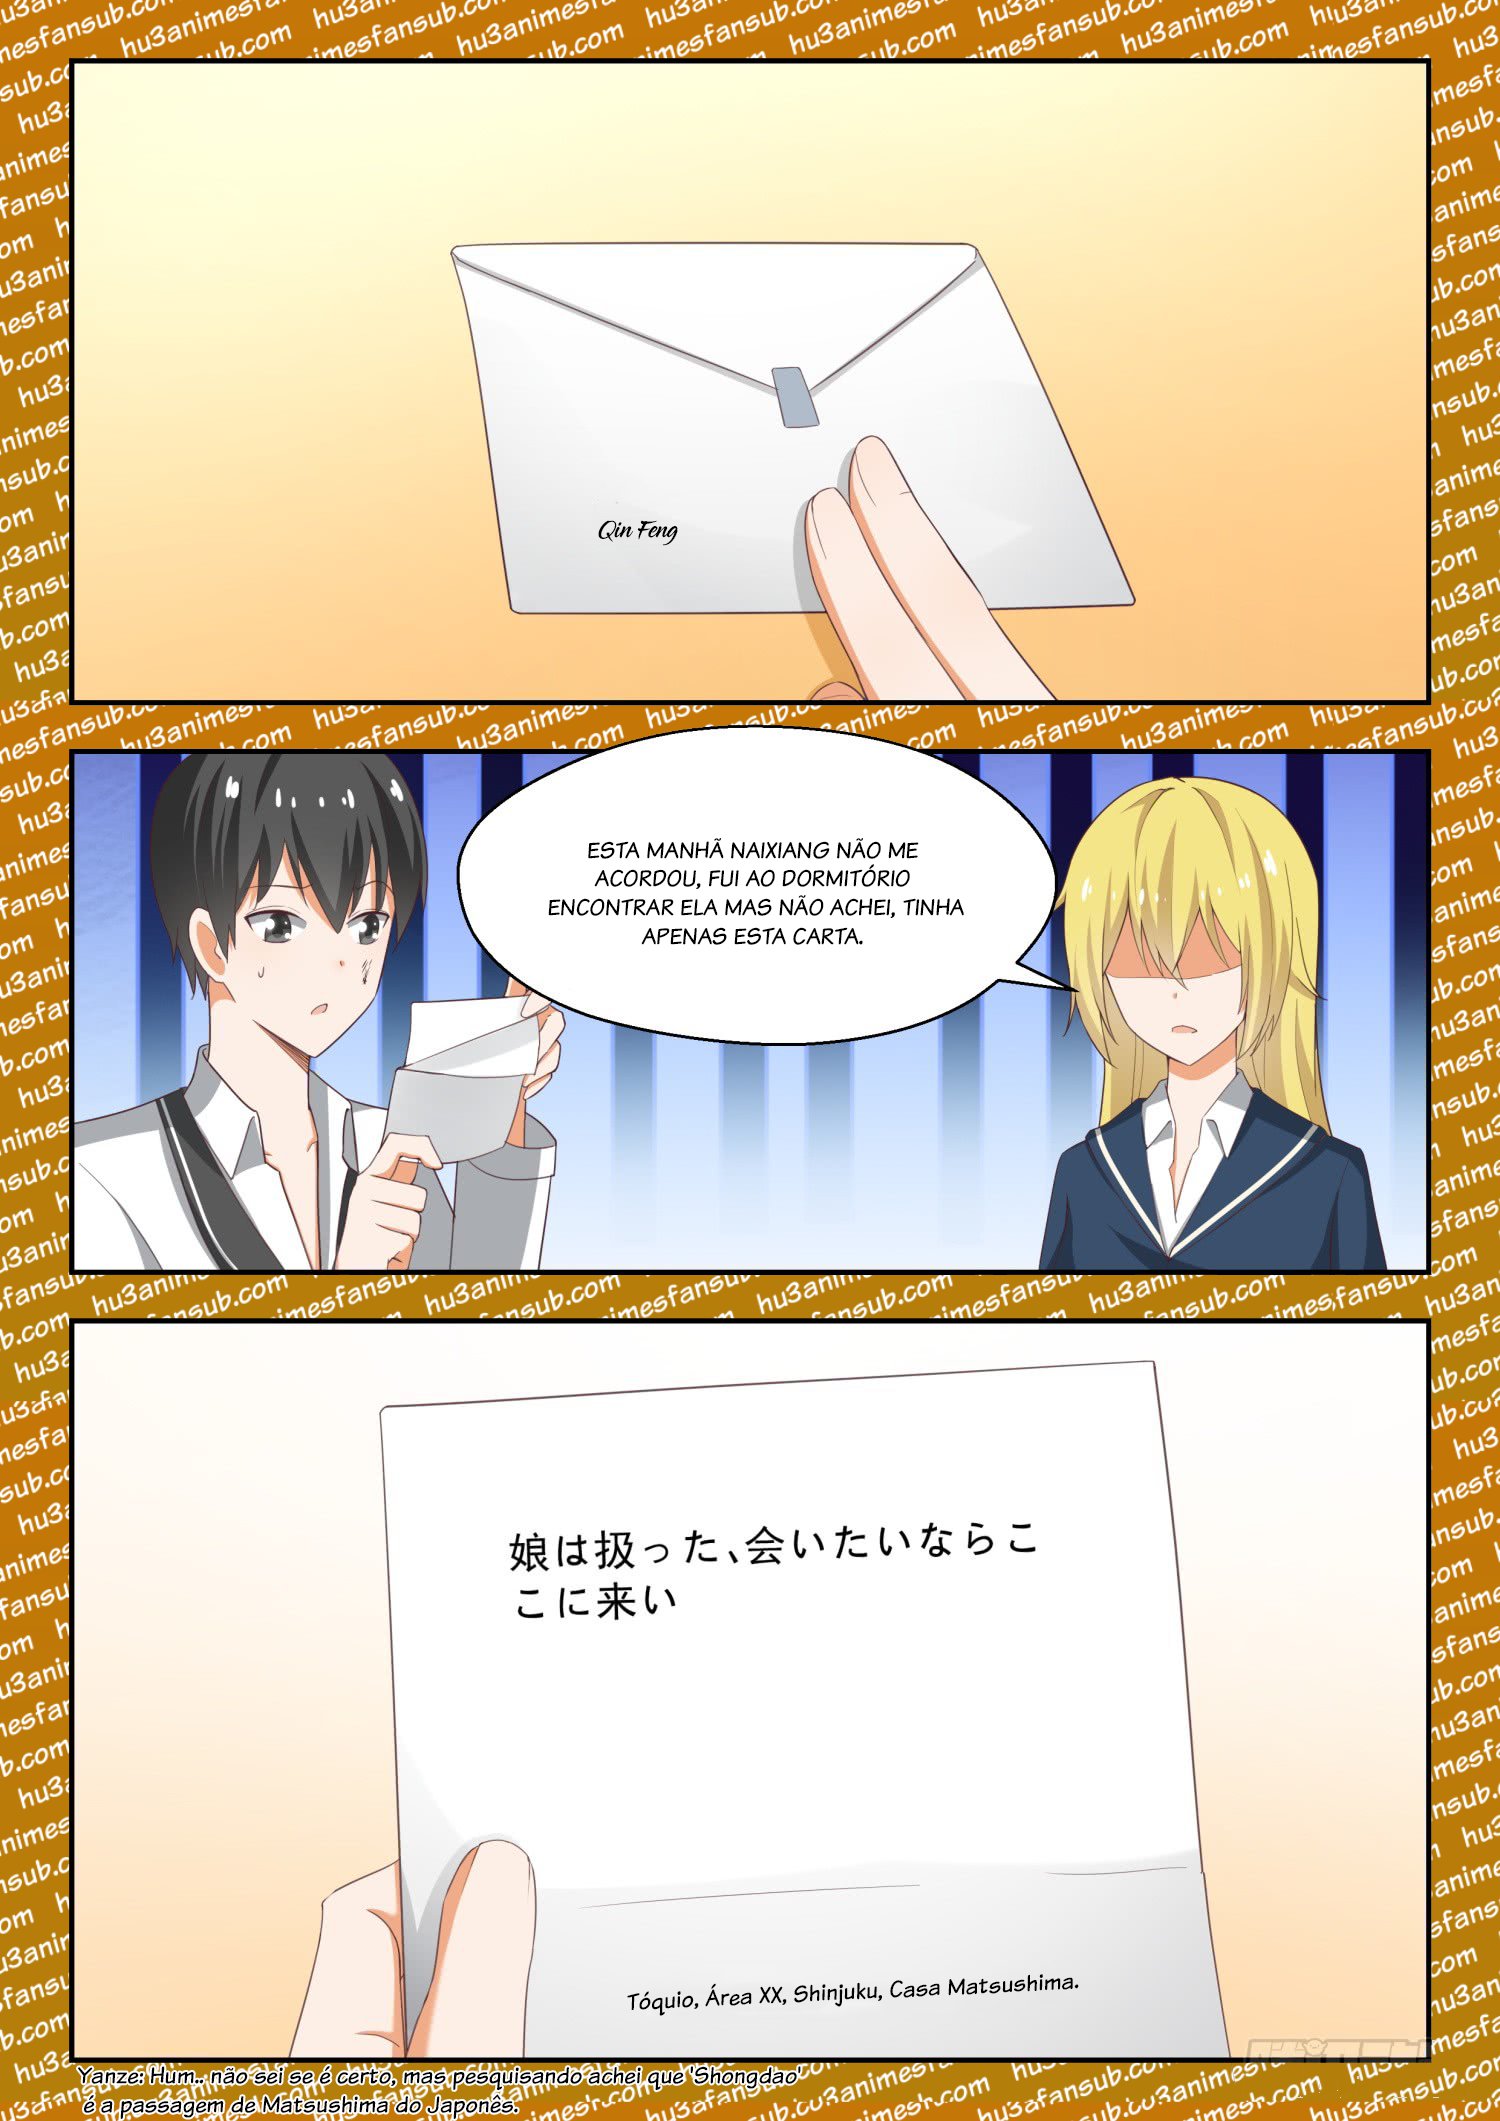 Qin Feng
ESTA MANHÃ NAIXIANG NÃO ME
ACORDOU, FUI AO DORMITÓRIO
ENCONTRAR ELA MAS NÃO ACHEI, TINHA
APENAS ESTA CARTA.
娘は扱った、会いたいならこ
こに来い
Tóquio, Área XX, Shinjuku, Casa Matsushima.
Yanze: Hum.. não sei se é certo, mas pesquisando achei que 'Shongdao'
é a passagem de Matsushima do Japonês.
hu3animesfansub.com